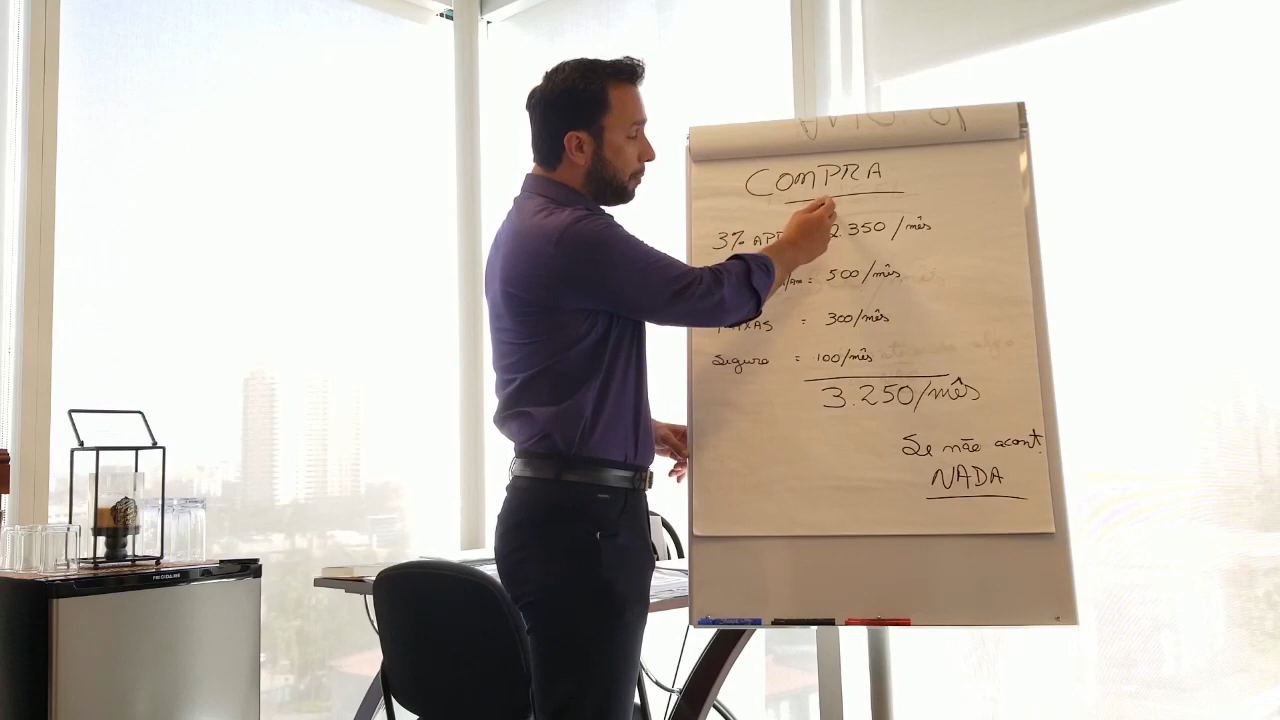 COMPRA
3% 2.350/mês
500/mês
= 300/mês
Seguro = 100/mês
3.250/mês
Se não acont.
NADA
FRIGIDAIRE